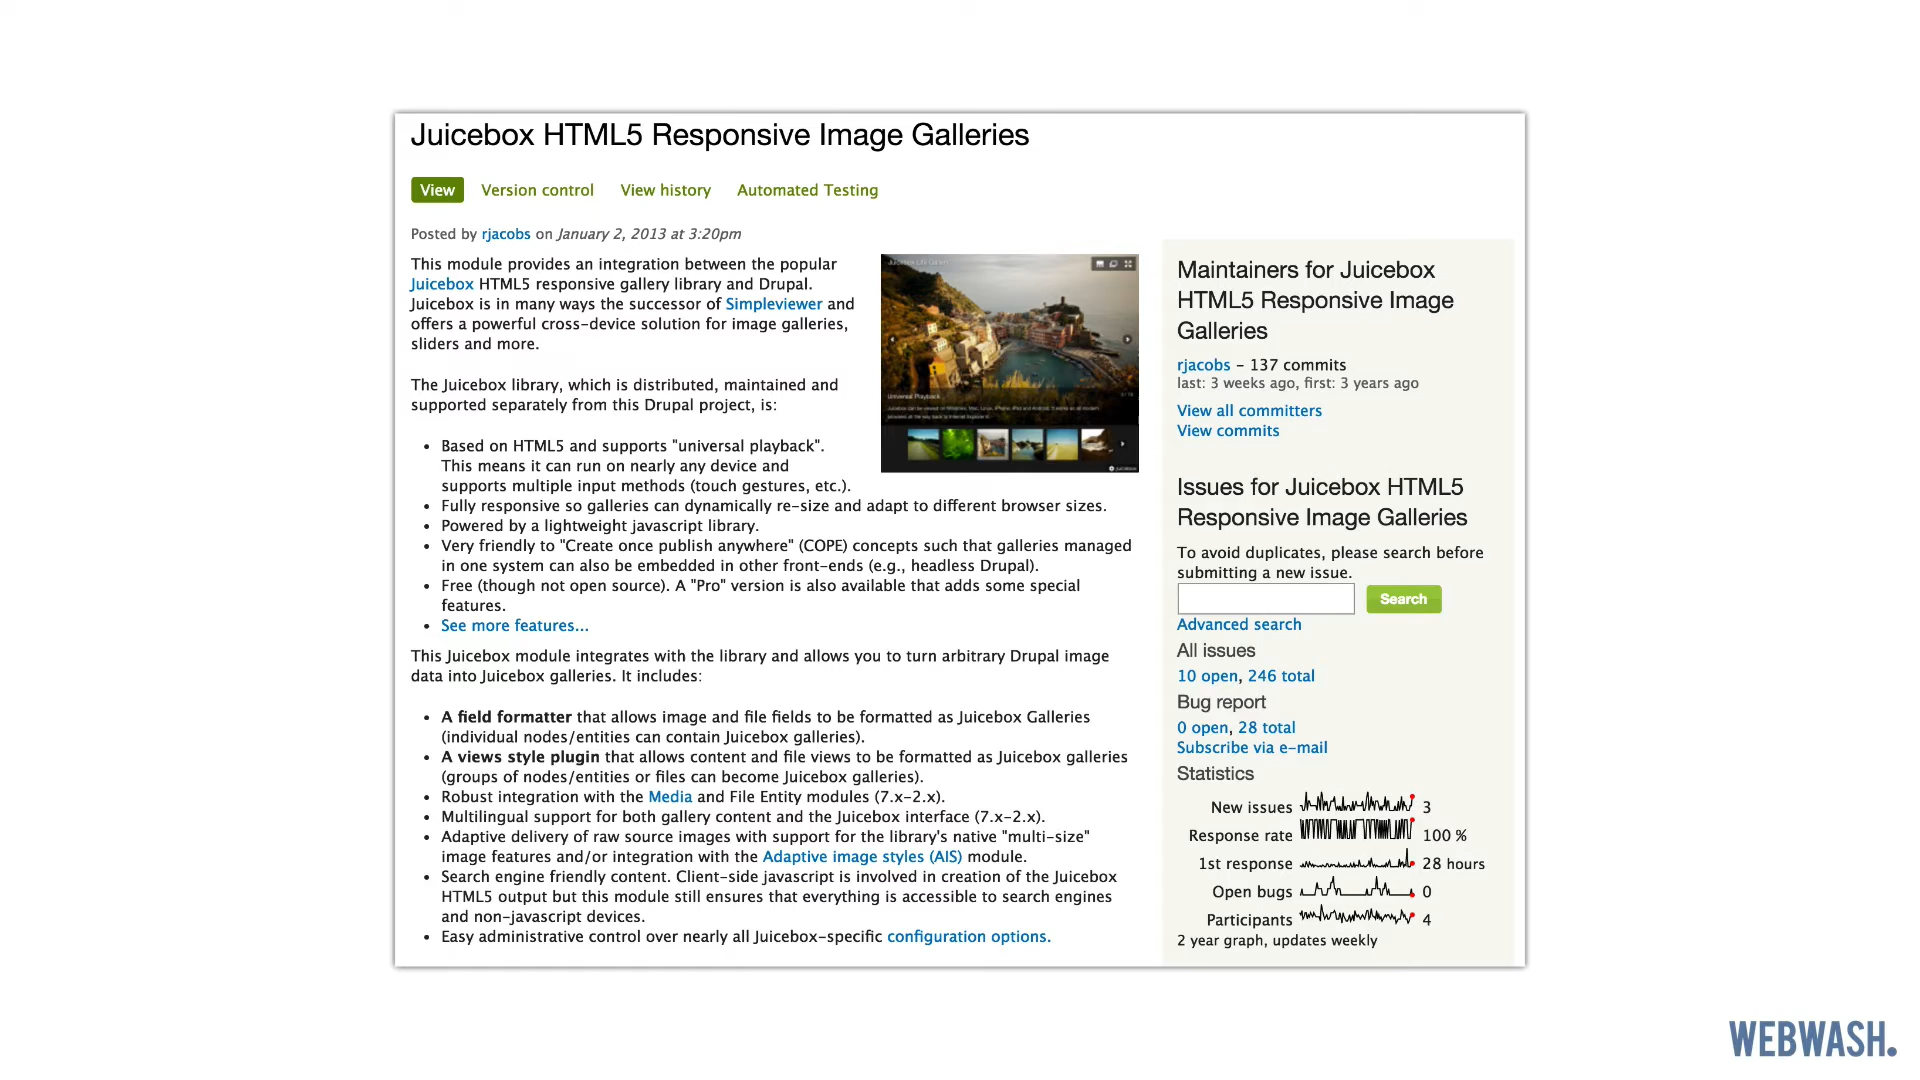 Juicebox HTML5 Responsive Image Galleries
View Version control View history Automated Testing
Posted by rjacobs on January 2, 2013 at 3:20pm
This module provides an integration between the popular
Juicebox HTML5 responsive gallery library and Drupal.
Juicebox is in many ways the successor of Simpleviewer and
offers a powerful cross-device solution for image galleries,
sliders and more.
The Juicebox library, which is distributed, maintained and
supported separately from this Drupal project, is:
• Based on HTML5 and supports "universal playback".
This means it can run on nearly any device and
supports multiple input methods (touch gestures, etc.).
• Fully responsive so galleries can dynamically re-size and adapt to different browser sizes.
• Powered by a lightweight javascript library.
• Very friendly to "Create once publish anywhere" (COPE) concepts such that galleries managed
in one system can also be embedded in other front-ends (e.g., headless Drupal).
• Free (though not open source). A "Pro" version is also available that adds some special
features.
• See more features...
This Juicebox module integrates with the library and allows you to turn arbitrary Drupal image
data into Juicebox galleries. It includes:
• A field formatter that allows image and file fields to be formatted as Juicebox Galleries
(individual nodes/entities can contain Juicebox galleries).
• A views style plugin that allows content and file views to be formatted as Juicebox galleries
(groups of nodes/entities or files can become Juicebox galleries).
• Robust integration with the Media and File Entity modules (7.x-2.x).
• Multilingual support for both gallery content and the Juicebox interface (7.x-2.x).
• Adaptive delivery of raw source images with support for the library's native "multi-size"
image features and/or integration with the Adaptive image styles (AIS) module.
• Search engine friendly content. Client-side javascript is involved in creation of the Juicebox
HTML5 output but this module still ensures that everything is accessible to search engines
and non-javascript devices.
• Easy administrative control over nearly all Juicebox-specific configuration options.
Universal Playback
Maintainers for Juicebox
HTML5 Responsive Image
Galleries
rjacobs - 137 commits
last: 3 weeks ago, first: 3 years ago
View all committers
View commits
Issues for Juicebox HTML5
Responsive Image Galleries
To avoid duplicates, please search before
submitting a new issue.
Search
Advanced search
All issues
10 open, 246 total
Bug report
0 open, 28 total
Subscribe via e-mail
Statistics
New issues 3
Response rate 100 %
1st response 28 hours
Open bugs 0
Participants 4
2 year graph, updates weekly
WEBWASH.